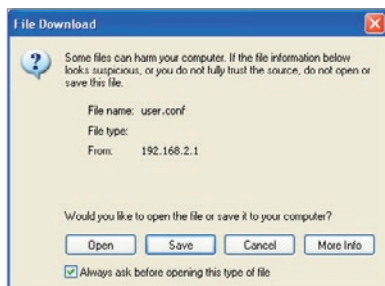 File Download
Some files can harm your computer. If the file information below
looks suspicious, or you do not fully trust the source, do not open or
save this file.
File name: user.conf
File type:
From: 192.168.2.1
Would you like to open the file or save it to your computer?
Open Save Cancel More Info
Always ask before opening this type of file